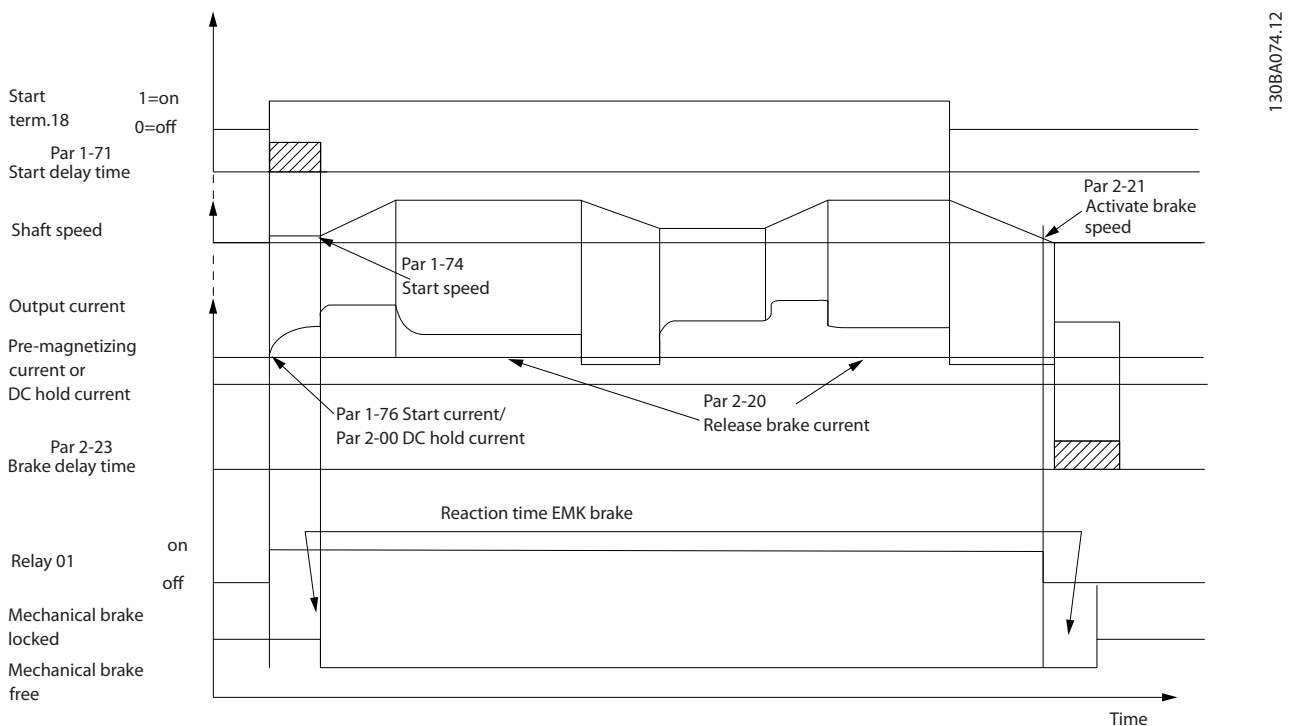 130BA074.12
Start 1=on
term.18 0=off
Par 1-71
Start delay time
Par 2-21
Activate brake
speed
Shaft speed
Par 1-74
Start speed
Output current
Pre-magnetizing
current or
DC hold current
Par 1-76 Start current/
Par 2-00 DC hold current
Par 2-20
Release brake current
Par 2-23
Brake delay time
Reaction time EMK brake
on
Relay 01
off
Mechanical brake
locked
Mechanical brake
free
Time